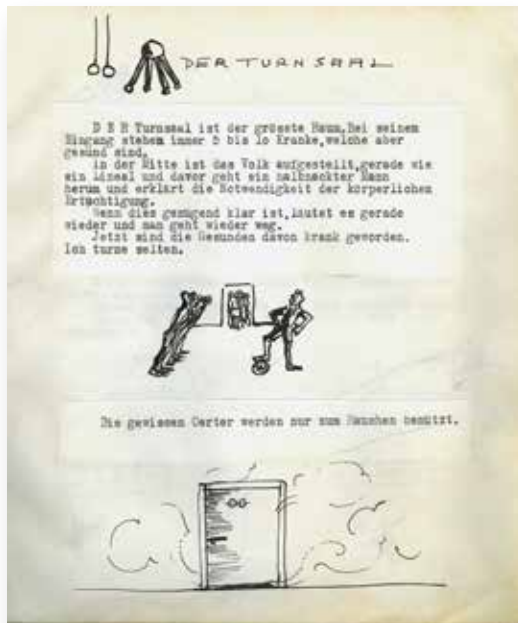 DER TURNSAAL
D E R Turnsaal ist der grösste Raum.Bei seinem
Eingang stehen immer 5 bis lo Kranke,welche aber
gesund sind.
In der Mitte ist das Volk aufgestellt,gerade wie
ein Lineal und davor geht ein halbnackter Mann
herum und erklärt die Notwendigkeit der körperlichen
Ertüchtigung.
Wenn dies genügend klar ist,läutet es gerade
wieder und man geht wieder weg.
Jetzt sind die Gesunden davon krank geworden.
Ich turne selten.
Die gewissen Oerter werden nur zum Rauchen benützt.